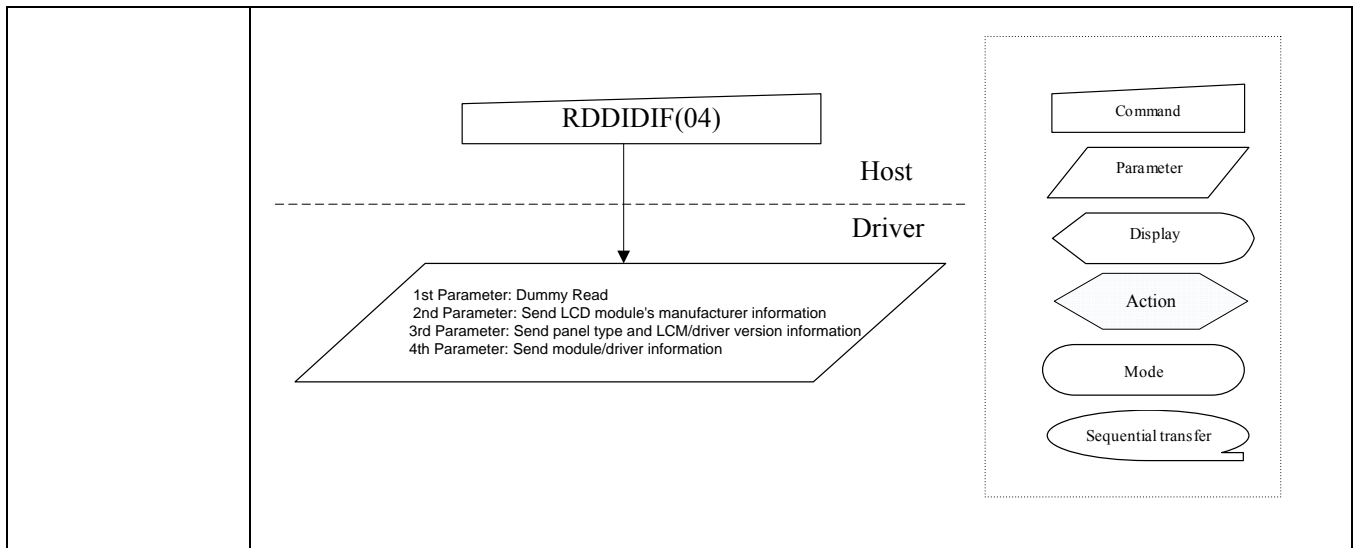 RDDIDIF(04)
Host
Driver
1st Parameter: Dummy Read
2nd Parameter: Send LCD module's manufacturer information
3rd Parameter: Send panel type and LCM/driver version information
4th Parameter: Send module/driver information
Command
Parameter
Display
Action
Mode
Sequential transfer